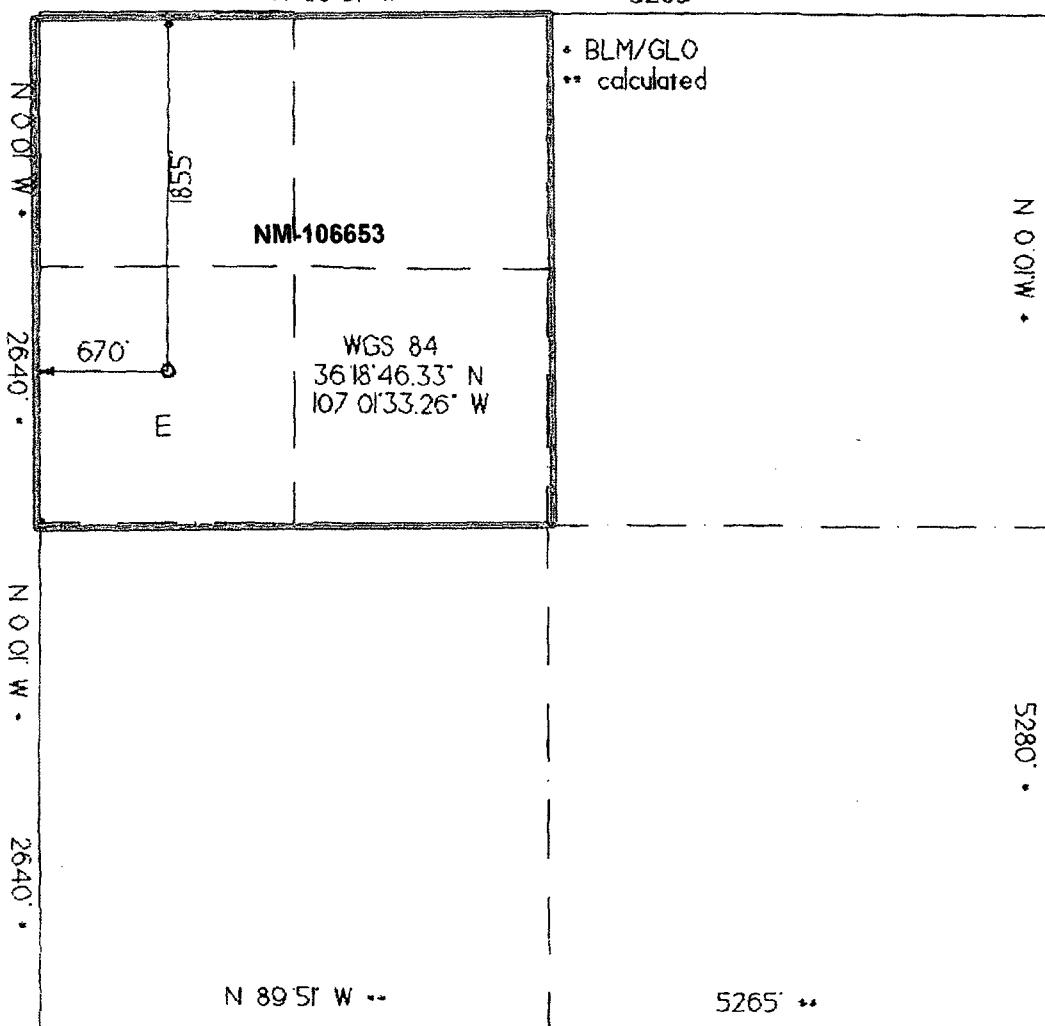 • BLM/GLO
•• calculated
N 0 01' W •
1855'
NM-106653
N 0 01' W •
2640' •
670'
WGS 84
36 18' 46.33" N
107 01' 33.26" W
E
N 0 01' W •
5280' •
2640' •
N 89 51' W ••
5265' ••